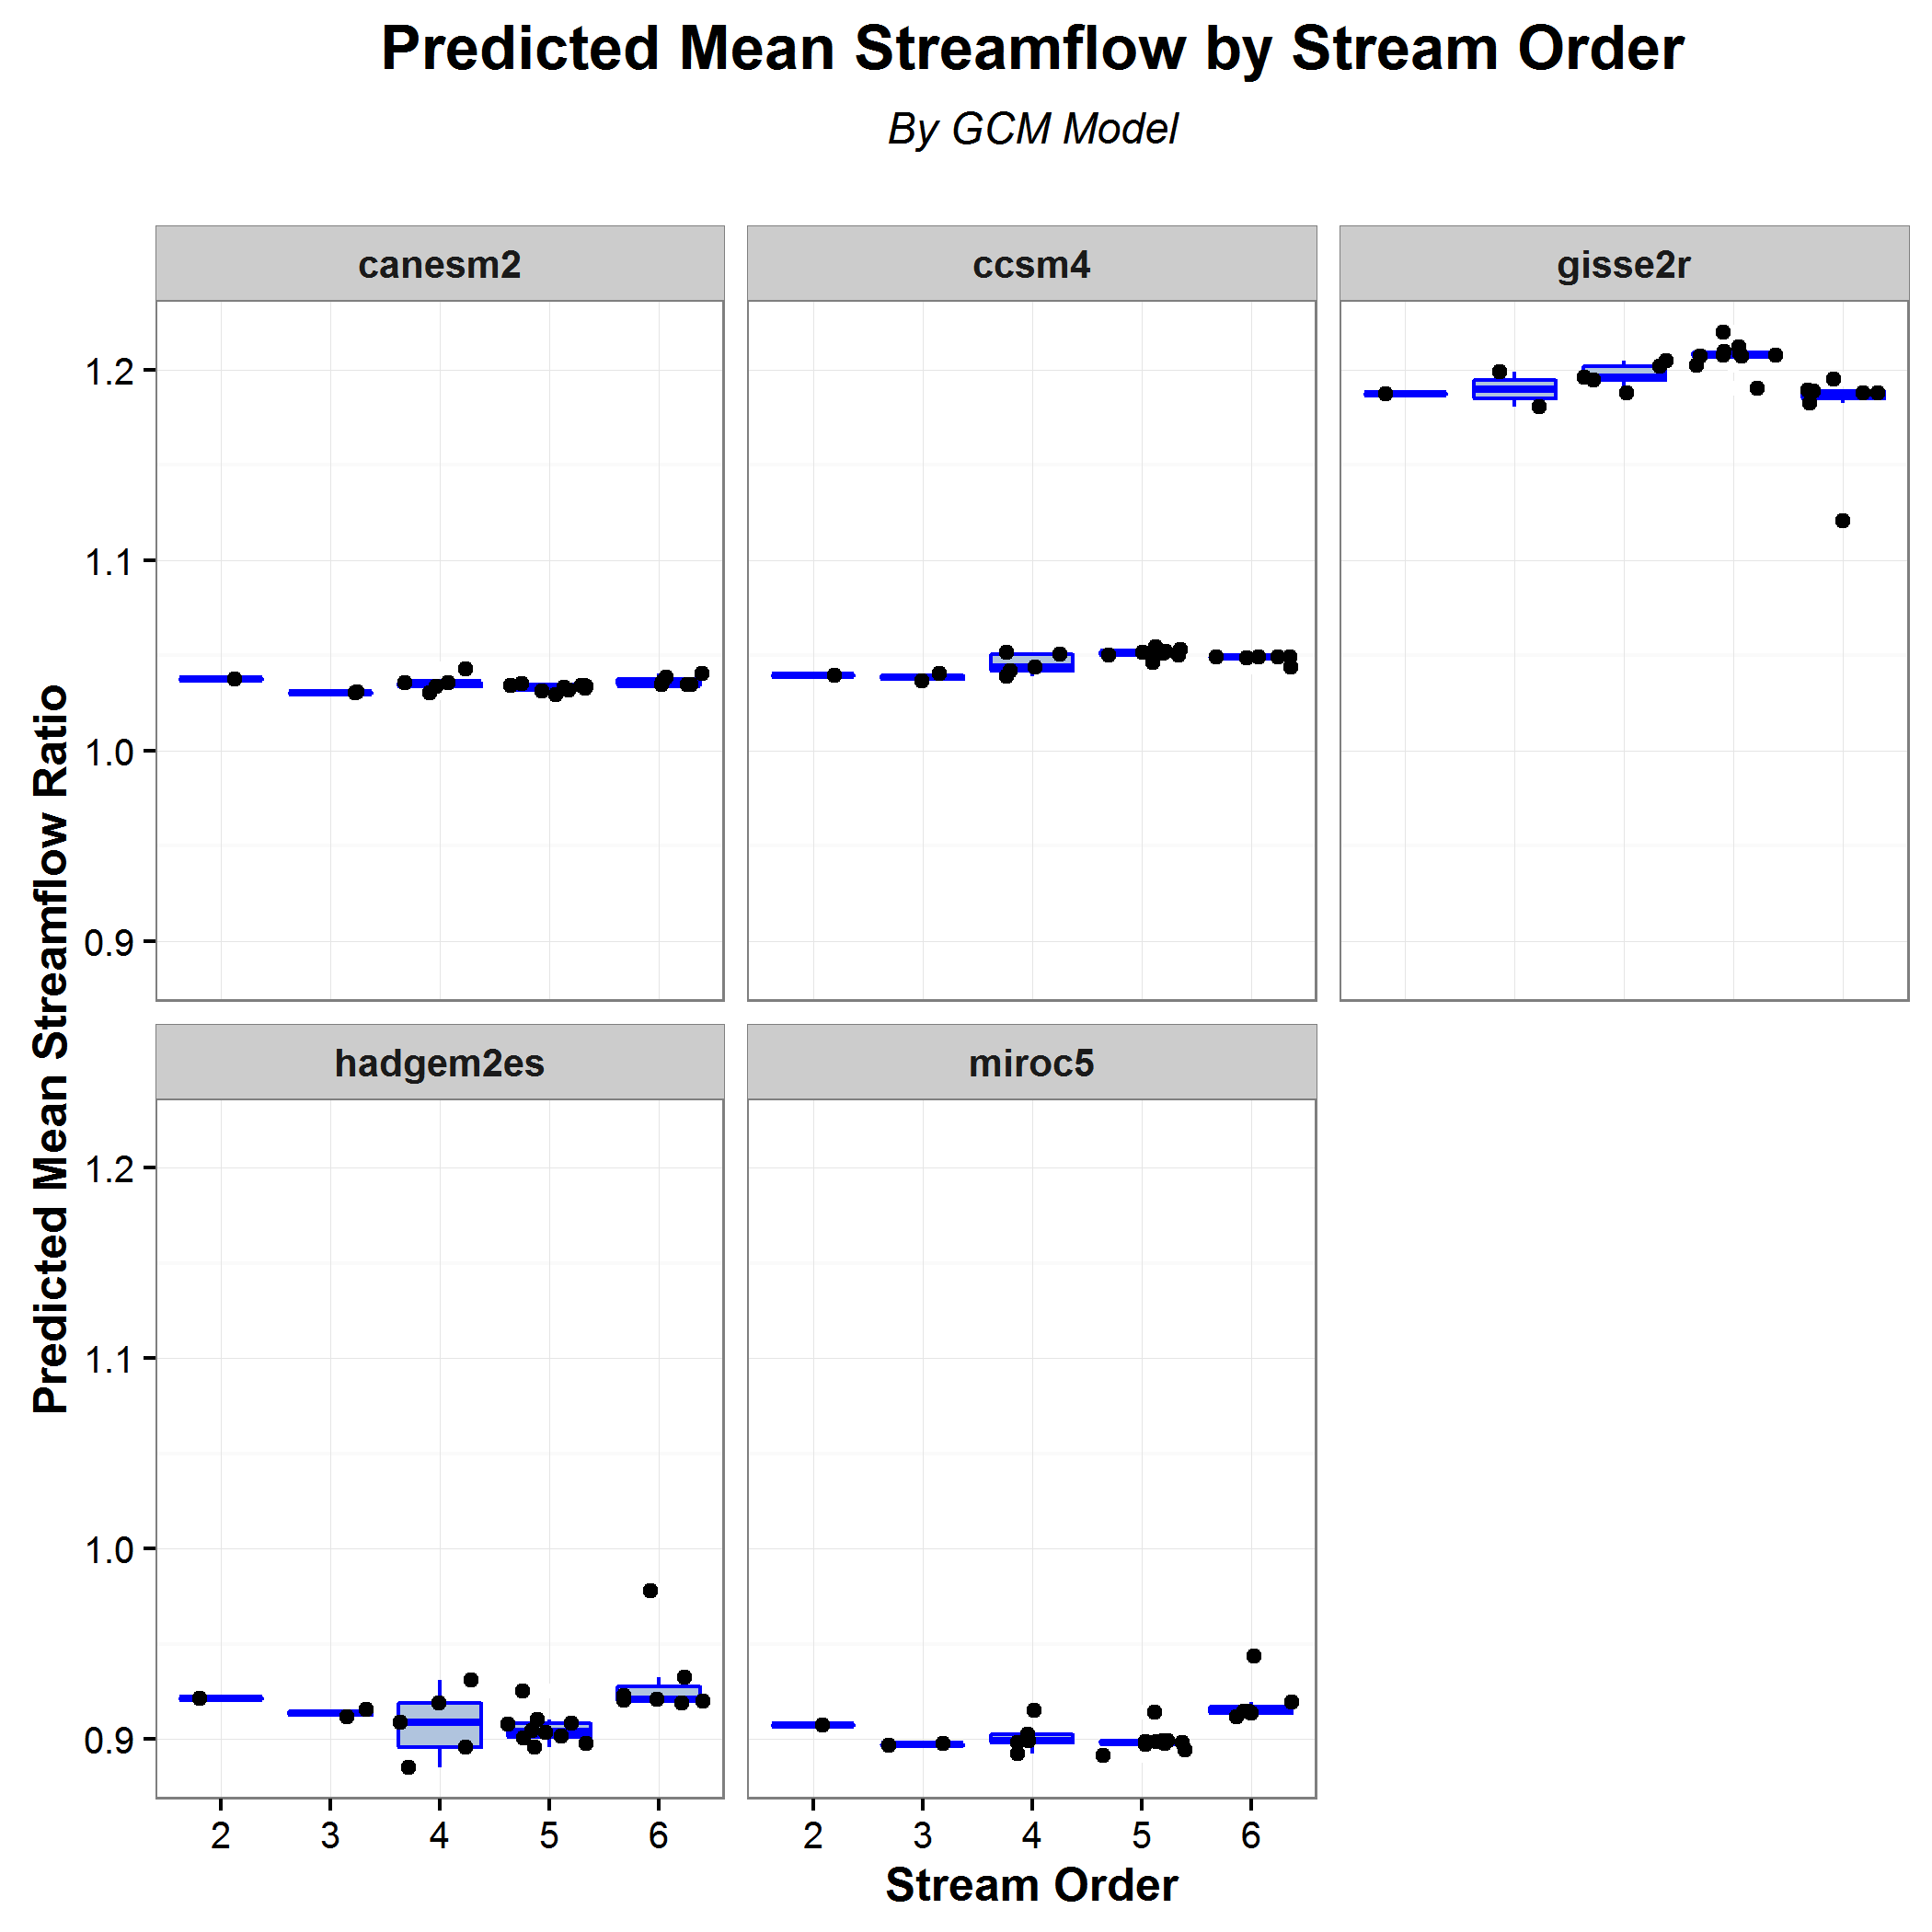 Predicted Mean Streamflow by Stream Order
By GCM Model
canesm2
ccsm4
gisse2r
1.2
1.1
1.0
0.9
Predicted Mean Streamflow Ratio
hadgem2es
miroc5
1.2
1.1
1.0
0.9
2 3 4 5 6
2 3 4 5 6
Stream Order